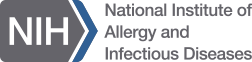 NIH
National Institute of
Allergy and
Infectious Diseases